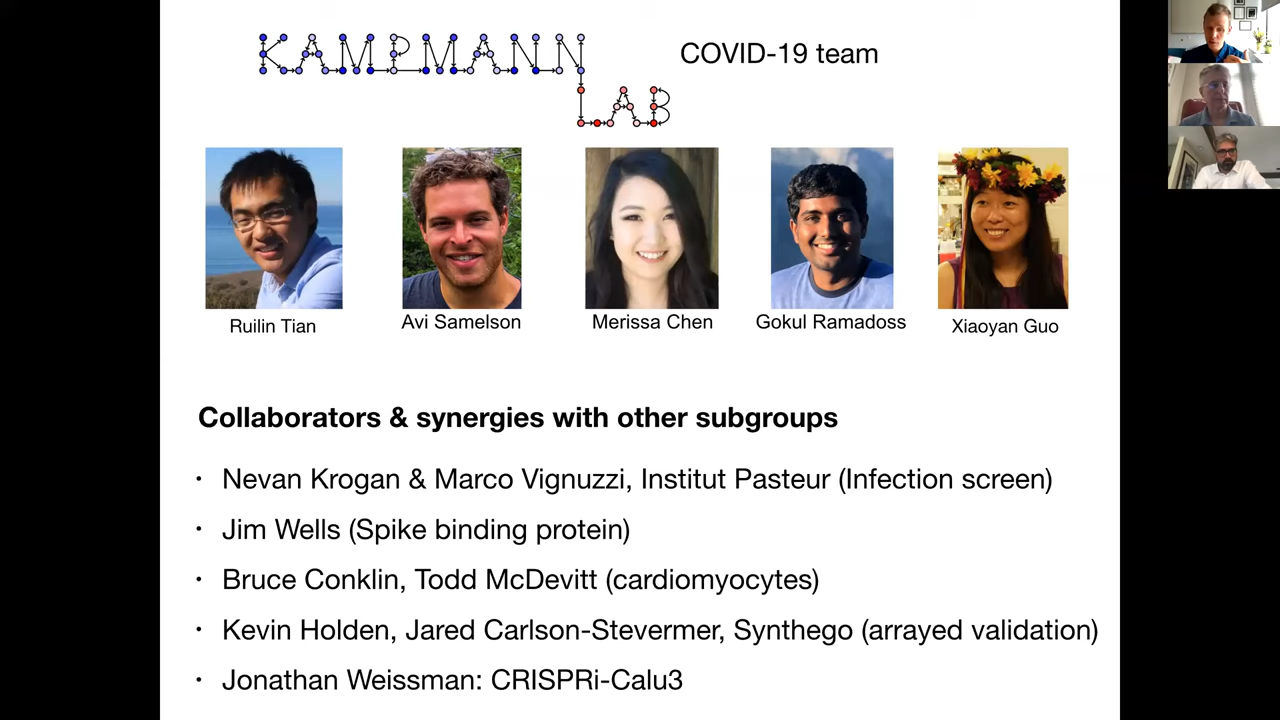 KAMPMANN
LAB
COVID-19 team
Ruilin Tian
Avi Samelson
Merissa Chen
Gokul Ramadoss
Xiaoyan Guo
Collaborators & synergies with other subgroups
• Nevan Krogan & Marco Vignuzzi, Institut Pasteur (Infection screen)
• Jim Wells (Spike binding protein)
• Bruce Conklin, Todd McDevitt (cardiomyocytes)
• Kevin Holden, Jared Carlson-Stevermer, Synthego (arrayed validation)
• Jonathan Weissman: CRISPRi-Calu3